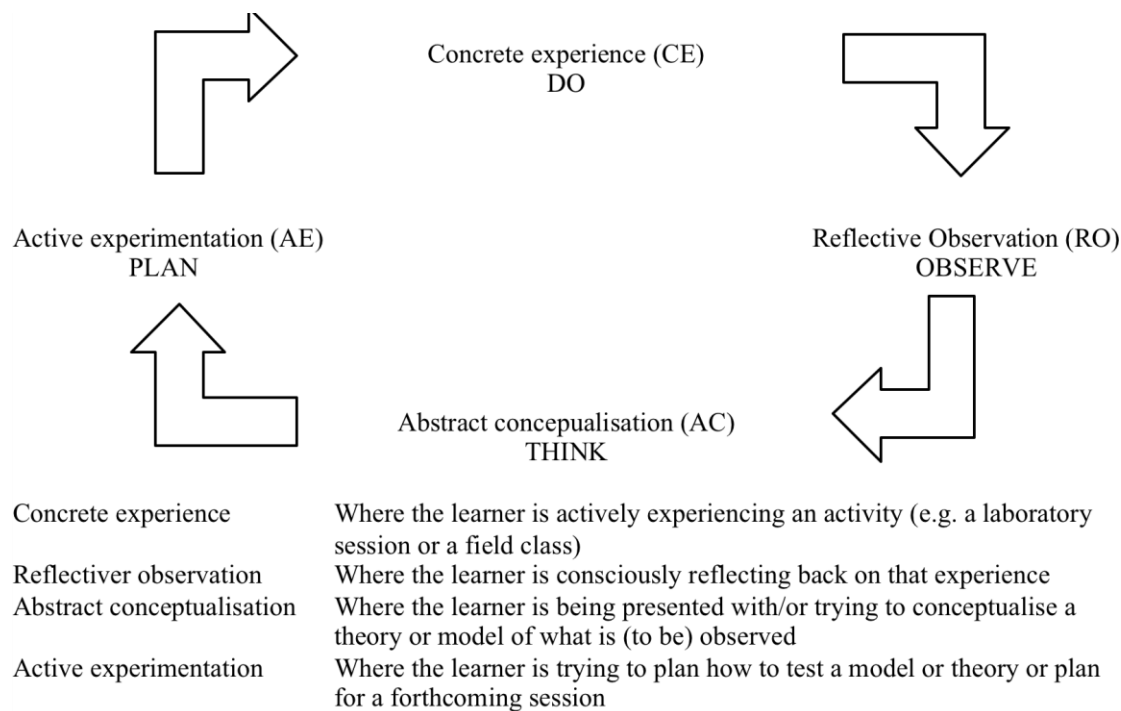 Concrete experience (CE)
DO
Active experimentation (AE)
PLAN
Reflective Observation (RO)
OBSERVE
Abstract concepualisation (AC)
THINK
Concrete experience Where the learner is actively experiencing an activity (e.g. a laboratory
session or a field class)
Reflectiver observation Where the learner is consciously reflecting back on that experience
Abstract conceptualisation Where the learner is being presented with/or trying to conceptualise a
theory or model of what is (to be) observed
Active experimentation Where the learner is trying to plan how to test a model or theory or plan
for a forthcoming session